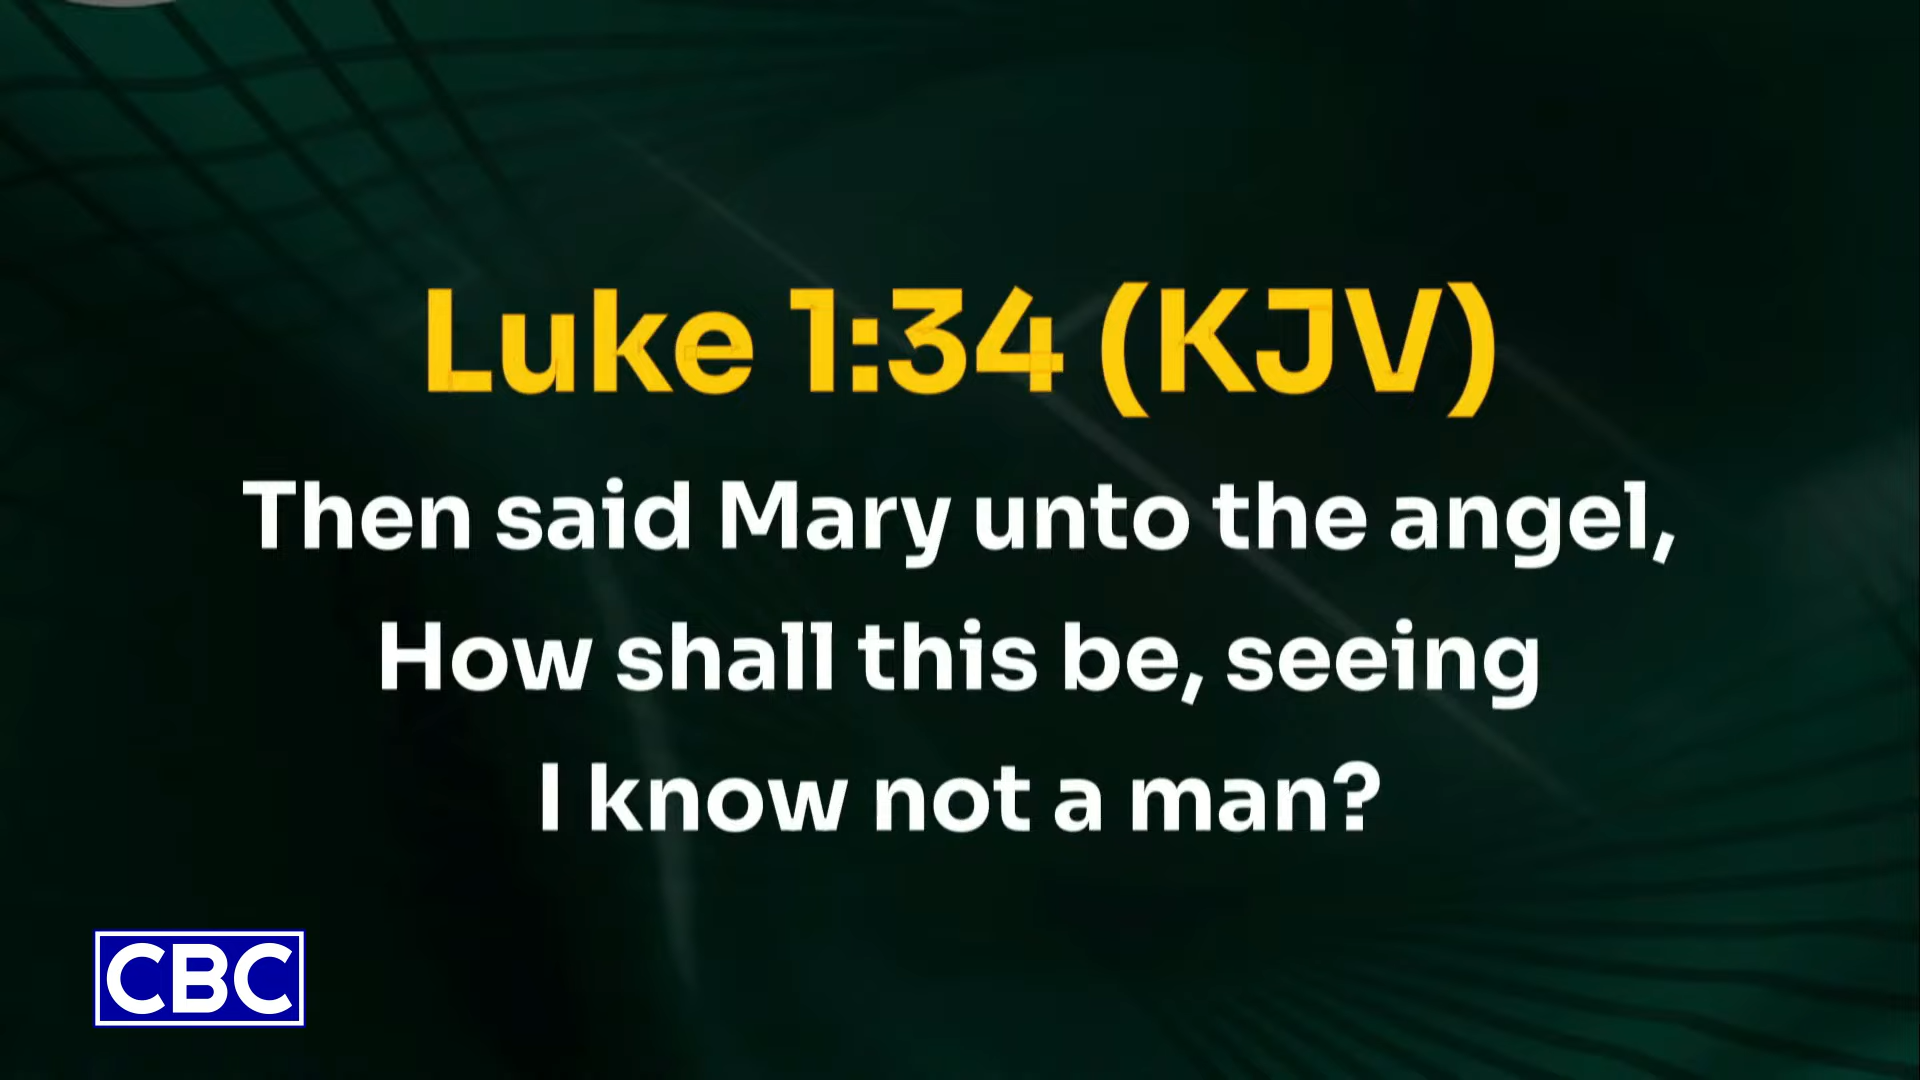 Luke 1:34 (KJV)
Then said Mary unto the angel,
How shall this be, seeing
I know not a man?
CBC